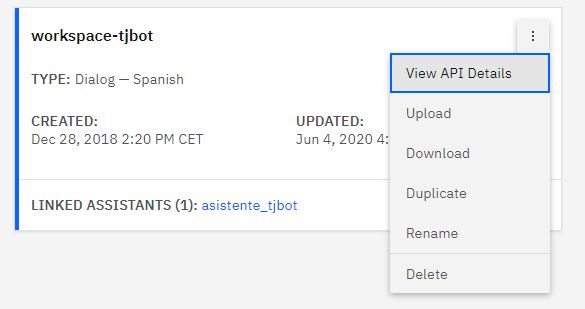 workspace-tjbot
TYPE: Dialog — Spanish
CREATED:
Dec 28, 2018 2:20 PM CET
UPDATED:
Jun 4, 2020 4:
LINKED ASSISTANTS (1): asistente_tjbot
View API Details
Upload
Download
Duplicate
Rename
Delete